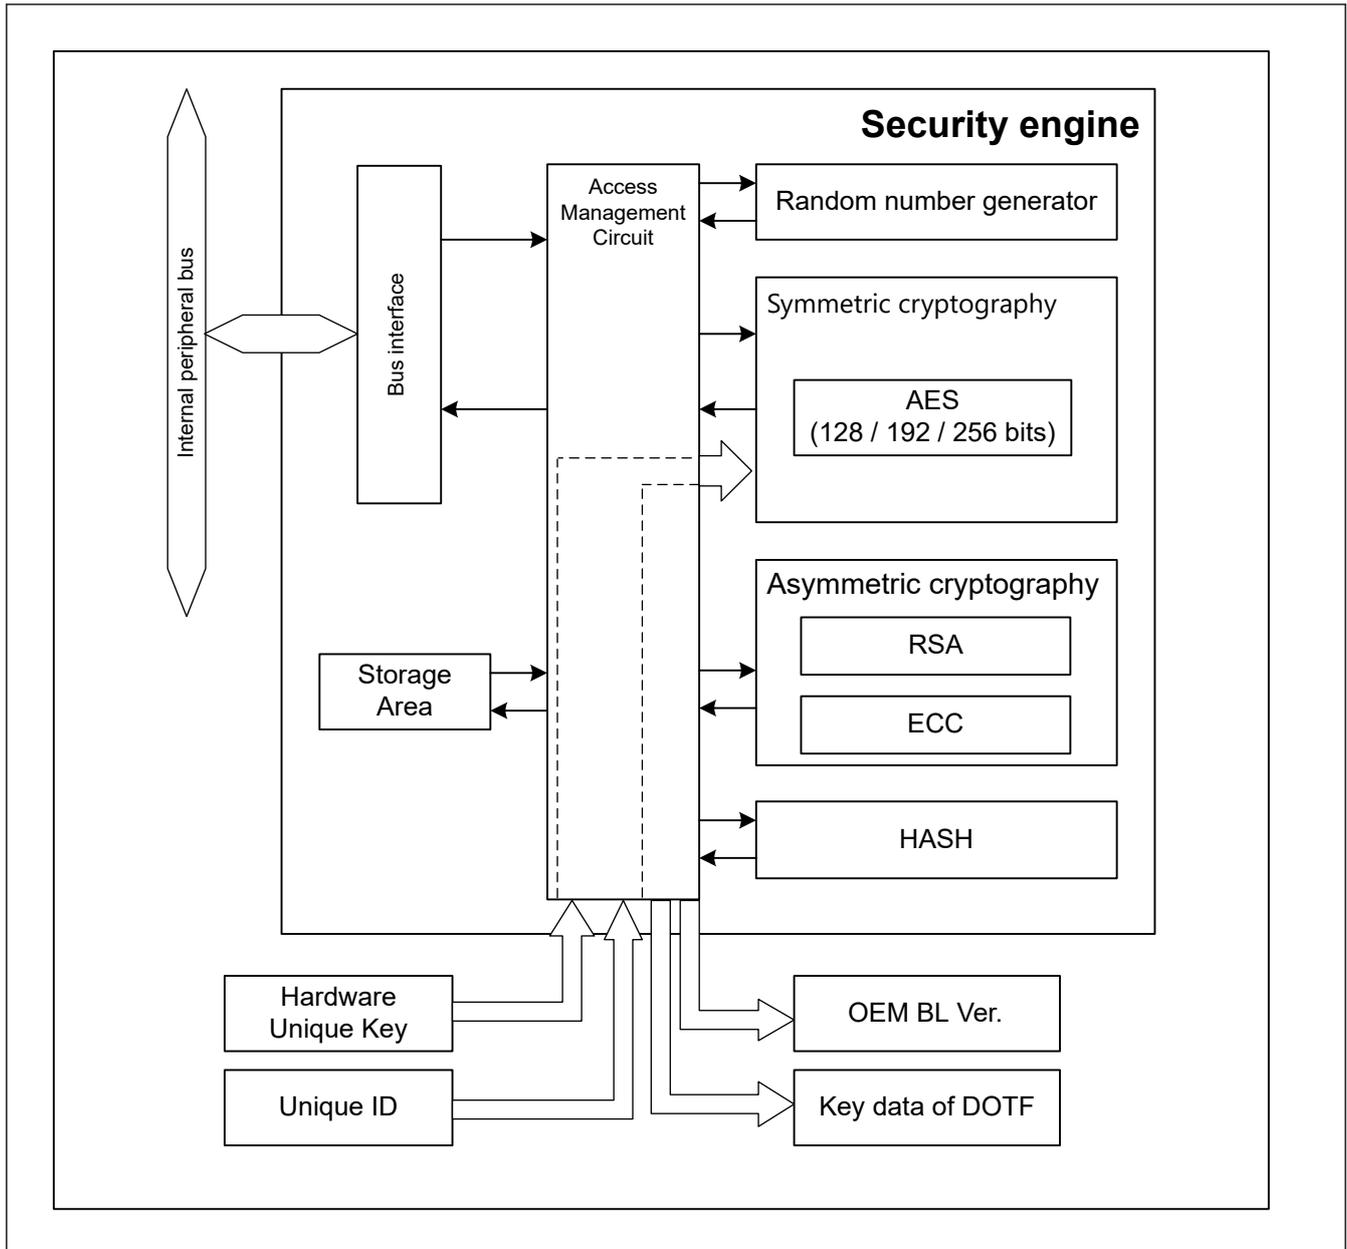 Security engine
Internal peripheral bus
Bus interface
Access
Management
Circuit
Random number generator
Symmetric cryptography
AES
(128 / 192 / 256 bits)
Asymmetric cryptography
RSA
ECC
Storage
Area
HASH
Hardware
Unique Key
OEM BL Ver.
Unique ID
Key data of DOTF